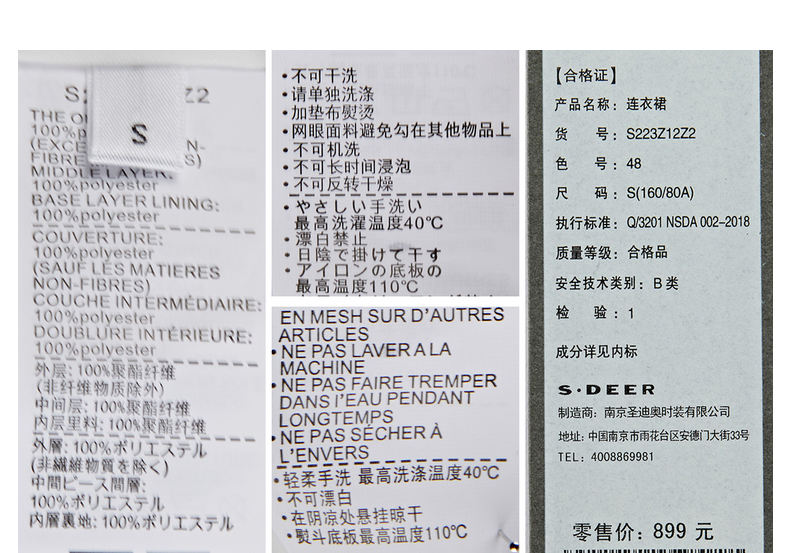 S2 Z2
S
THE O
100%p
(EXCE N-
FIBRE S)
MIDDLE LAYER:
100%polyester
BASE LAYER LINING:
100%polyester
COUVERTURE:
100%polyester
(SAUF LES MATIERES
NON-FIBRES)
COUCHE INTERMÉDIAIRE:
100%polyester
DOUBLURE INTÉRIEURE:
100%polyester
外层: 100%聚酯纤维
(非纤维物质除外)
中间层: 100%聚酯纤维
内层里料: 100%聚酯纤维
外層: 100%ポリエステル
(非繊維物質を除く)
中間ピース間層:
100%ポリエステル
内層裏地: 100%ポリエステル
•不可干洗
•请单独洗涤
•加垫布熨烫
•网眼面料避免勾在其他物品上
•不可机洗
•不可长时间浸泡
•不可反转干燥
•やさしい手洗い
最高洗濯温度40℃
•漂白禁止
•日陰で掛けて干す
•アイロンの底板の
最高温度110℃
EN MESH SUR D'AUTRES
ARTICLES
•NE PAS LAVER A LA
MACHINE
•NE PAS FAIRE TREMPER
DANS l'EAU PENDANT
LONGTEMPS
•NE PAS SÉCHER À
L'ENVERS
•轻柔手洗 最高洗涤温度40℃
•不可漂白
•在阴凉处悬挂晾干
•熨斗底板最高温度110℃
【合格证】
产品名称: 连衣裙
货 号: S223Z12Z2
色 号: 48
尺 码: S(160/80A)
执行标准: Q/3201 NSDA 002-2018
质量等级: 合格品
安全技术类别: B 类
检 验: 1
成分详见内标
S·DEER
制造商: 南京圣迪奥时装有限公司
地址: 中国南京市雨花台区安德门大街33号
TEL: 4008869981
零售价: 899 元